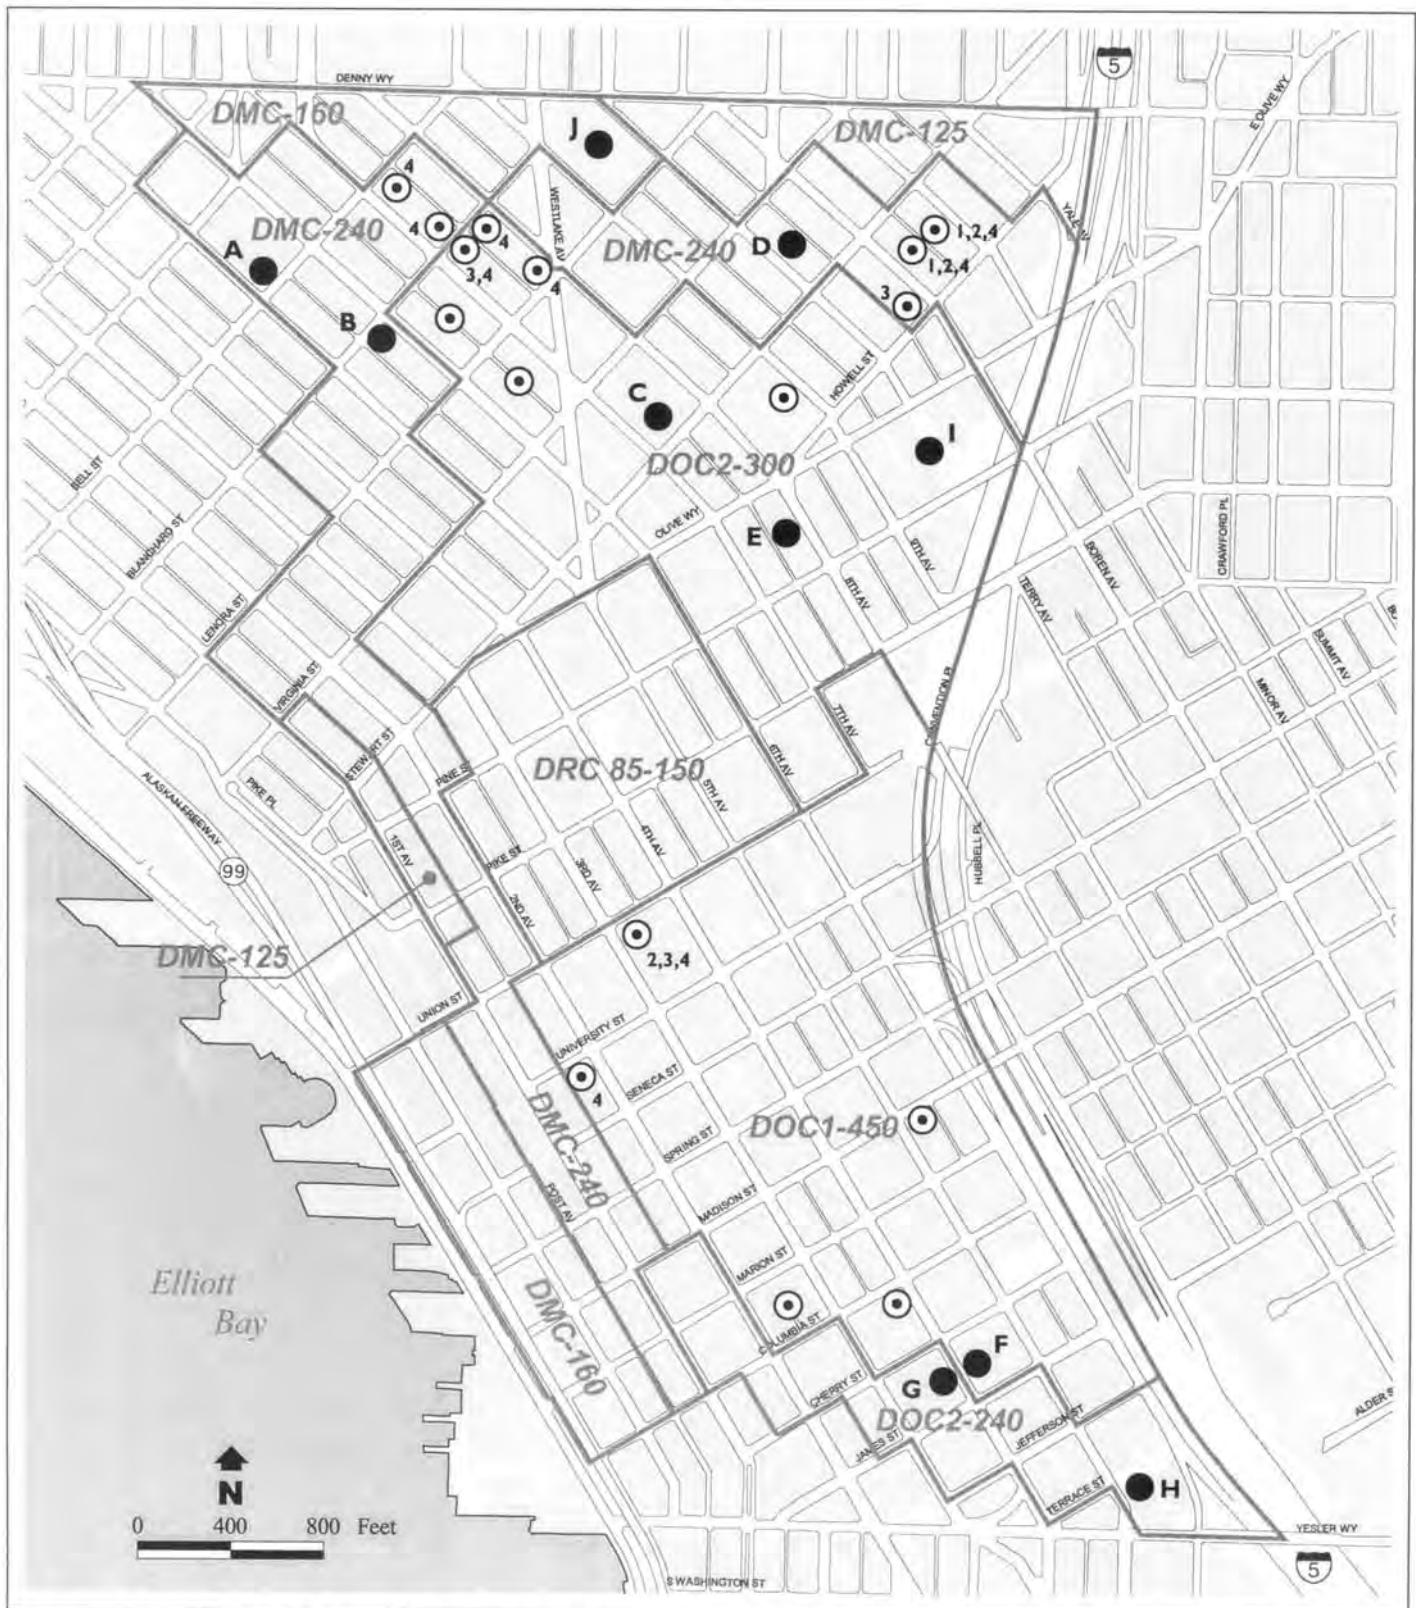 DENNY WY
5
E OLIVE WY
DMC-160
J
DMC-125
4
WESTLAKE AV
YALE AV
DMC-240
4
4
1,2,4
A
3,4
DMC-240
D
1,2,4
4
3
B
HOWELL ST
C
I
BELL ST
DOC2-300
BLANCHARD ST
OLIVE WY
E
CRAWFORD PL
9TH AV
BOREN AV
8TH AV
TERRY AV
LENORA ST
SUMMIT AV
VIRGINIA ST
MINOR AV
CONVENTION PL
7TH AV
STEWART ST
PINE ST
DRC 85-150
6TH AV
ALASKAN FREEWAY
PIKE PL
5TH AV
4TH AV
1ST AV
PIKE ST
HUBBELL PL
99
3RD AV
2ND AV
DMC-125
2,3,4
UNION ST
UNIVERSITY ST
SENECA ST
4
DMC-240
DOC1-450
SPRING ST
POST AV
MADISON ST
MARION ST
Elliott
Bay
DMC-160
COLUMBIA ST
F
CHERRY ST
G
DOC2-240
ALDER S
JAMES ST
JEFFERSON ST
N
TERRACE ST
H
0 400 800 Feet
YESLER WY
5
S WASHINGTON ST